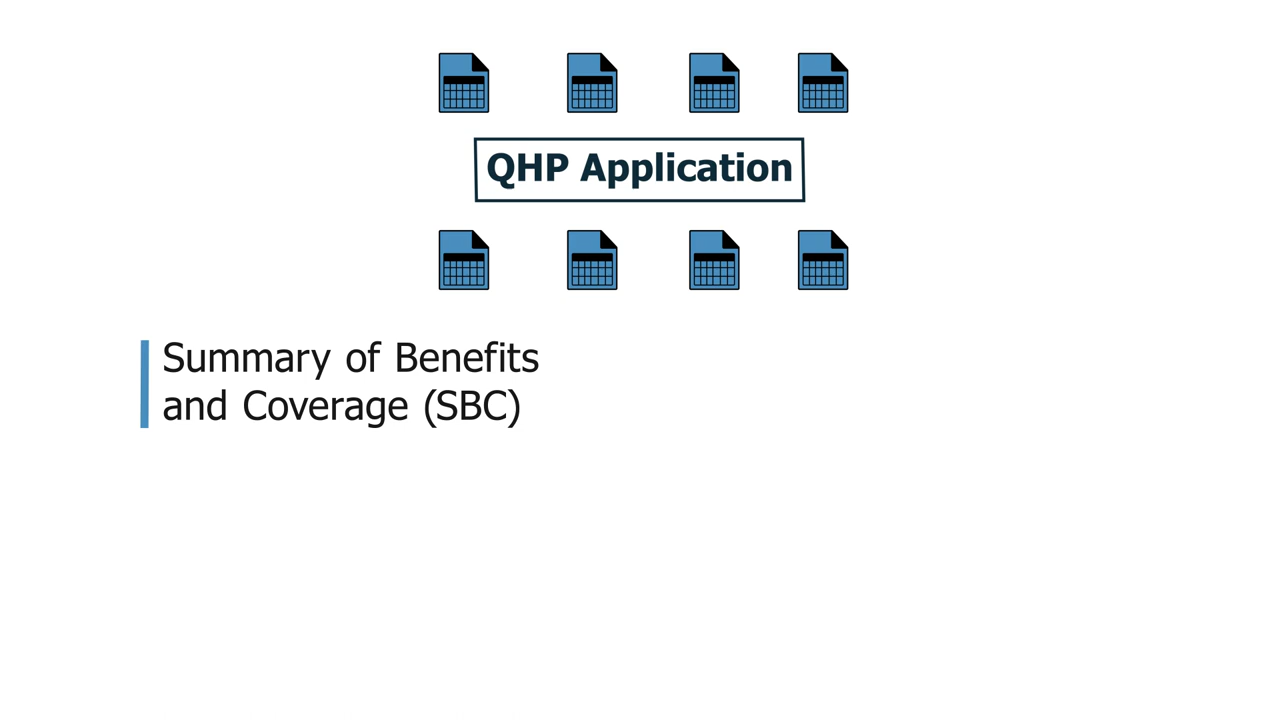 QHP Application
Summary of Benefits
and Coverage (SBC)